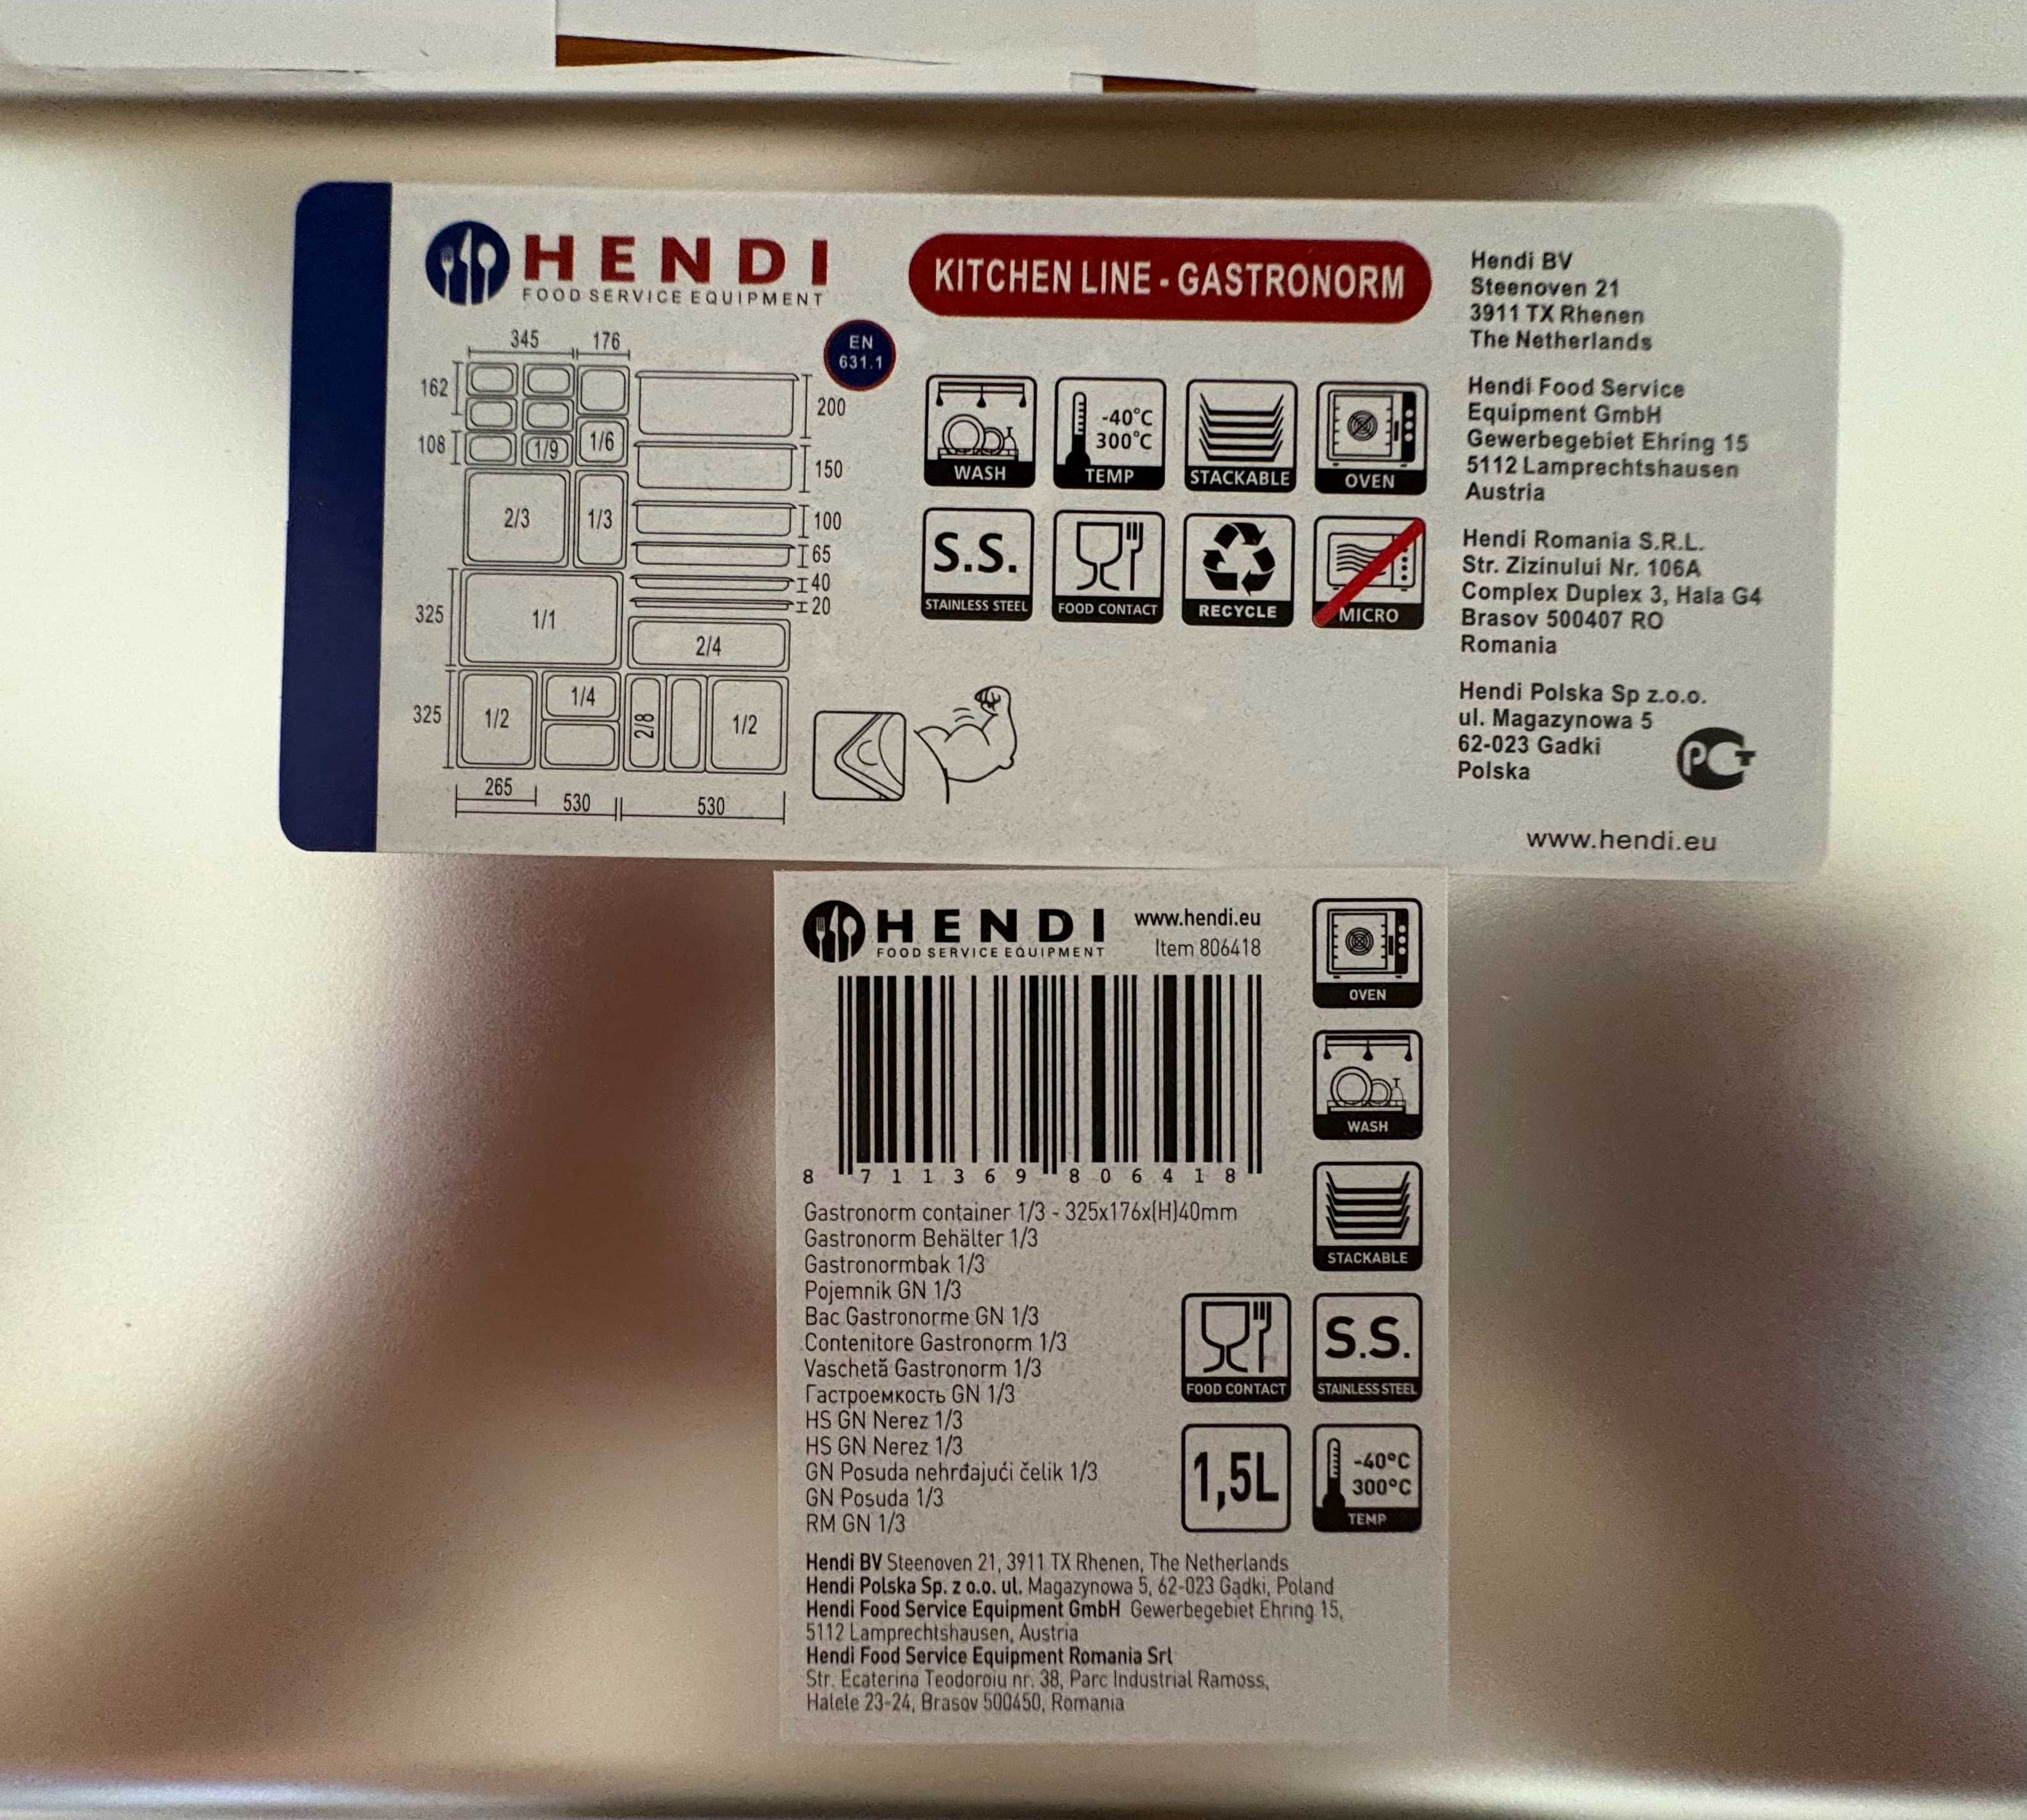 HENDI
FOOD SERVICE EQUIPMENT
KITCHEN LINE - GASTRONORM
EN
631.1
345
176
162
108
1/9
1/6
2/3
1/3
325
1/1
325
1/2
1/4
2/8
1/2
2/4
265
530
530
200
150
100
65
40
20
WASH
-40°C
300°C
TEMP
STACKABLE
OVEN
S.S.
STAINLESS STEEL
FOOD CONTACT
RECYCLE
MICRO
Hendi BV
Steenoven 21
3911 TX Rhenen
The Netherlands
Hendi Food Service
Equipment GmbH
Gewerbegebiet Ehring 15
5112 Lamprechtshausen
Austria
Hendi Romania S.R.L.
Str. Zizinului Nr. 106A
Complex Duplex 3, Hala G4
Brasov 500407 RO
Romania
Hendi Polska Sp z.o.o.
ul. Magazynowa 5
62-023 Gadki
Polska
PCT
www.hendi.eu
HENDI
FOOD SERVICE EQUIPMENT
www.hendi.eu
Item 806418
8 711369 806418
Gastronorm container 1/3 - 325x176x(H)40mm
Gastronorm Behälter 1/3
Gastronormbak 1/3
Pojemnik GN 1/3
Bac Gastronorme GN 1/3
Contenitore Gastronorm 1/3
Vaschetă Gastronorm 1/3
Гастроемкость GN 1/3
HS GN Nerez 1/3
HS GN Nerez 1/3
GN Posuda nehrđajući čelik 1/3
GN Posuda 1/3
RM GN 1/3
OVEN
WASH
STACKABLE
FOOD CONTACT
S.S.
STAINLESS STEEL
1,5L
-40°C
300°C
TEMP
Hendi BV Steenoven 21, 3911 TX Rhenen, The Netherlands
Hendi Polska Sp. z o.o. ul. Magazynowa 5, 62-023 Gądki, Poland
Hendi Food Service Equipment GmbH Gewerbegebiet Ehring 15,
5112 Lamprechtshausen, Austria
Hendi Food Service Equipment Romania Srl
Str. Ecaterina Teodoroiu nr. 38, Parc Industrial Ramoss,
Halele 23-24, Brasov 500450, Romania